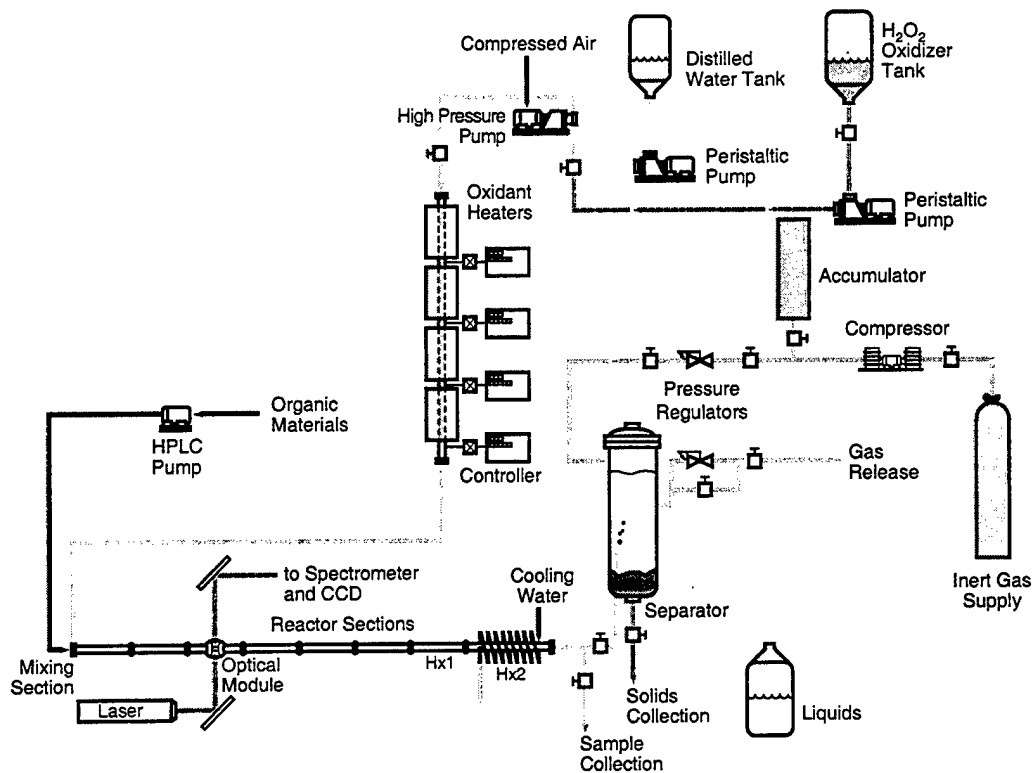 Compressed Air
H₂O₂
Oxidizer
Tank
Distilled
Water Tank
High Pressure
Pump
Peristaltic
Pump
Oxidant
Heaters
Peristaltic
Pump
Accumulator
Compressor
Pressure
Regulators
Organic
Materials
HPLC
Pump
Controller
Gas
Release
to Spectrometer
and CCD
Cooling
Water
Inert Gas
Supply
Separator
Reactor Sections
Mixing
Section
Optical
Module
Hx1
Hx2
Laser
Solids
Collection
Liquids
Sample
Collection